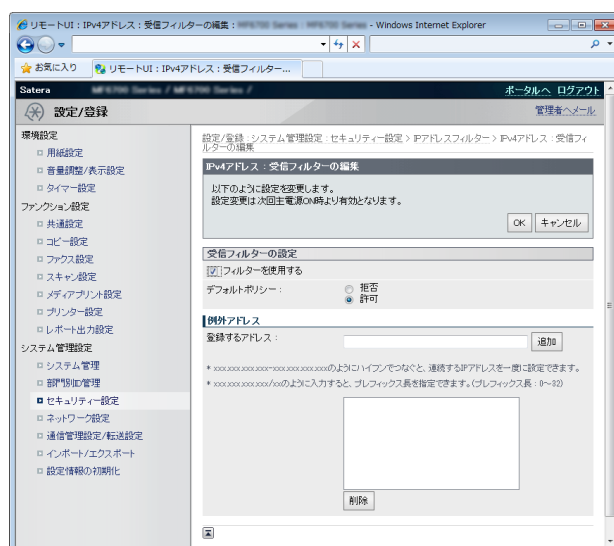 リモートUI : IPv4アドレス : 受信フィルターの編集 : - Windows Internet Explorer
お気に入り
リモートUI : IPv4アドレス : 受信フィルター...
Satera
ポータルへ ログアウト
設定/登録
管理者へメール
環境設定
用紙設定
音量調整/表示設定
タイマー設定
ファンクション設定
共通設定
コピー設定
ファクス設定
スキャン設定
メディアプリント設定
プリンター設定
レポート出力設定
システム管理設定
システム管理
部門別ID管理
セキュリティー設定
ネットワーク設定
通信管理設定/転送設定
インポート/エクスポート
設定情報の初期化
設定/登録 : システム管理設定 : セキュリティー設定 > IPアドレスフィルター > IPv4アドレス : 受信フィ
ルターの編集
IPv4アドレス : 受信フィルターの編集
以下のように設定を変更します。
設定変更は次回主電源ON時より有効となります。
OK キャンセル
受信フィルターの設定
フィルターを使用する
デフォルトポリシー :
拒否
許可
例外アドレス
登録するアドレス :
追加
* xxx.xxx.xxx.xxx-xxx.xxx.xxx.xxxのようにハイフンでつなぐと、連続するIPアドレスを一度に設定できます。
* xxx.xxx.xxx.xxx/xxのように入力すると、プレフィックス長を指定できます。(プレフィックス長 : 0~32)
削除